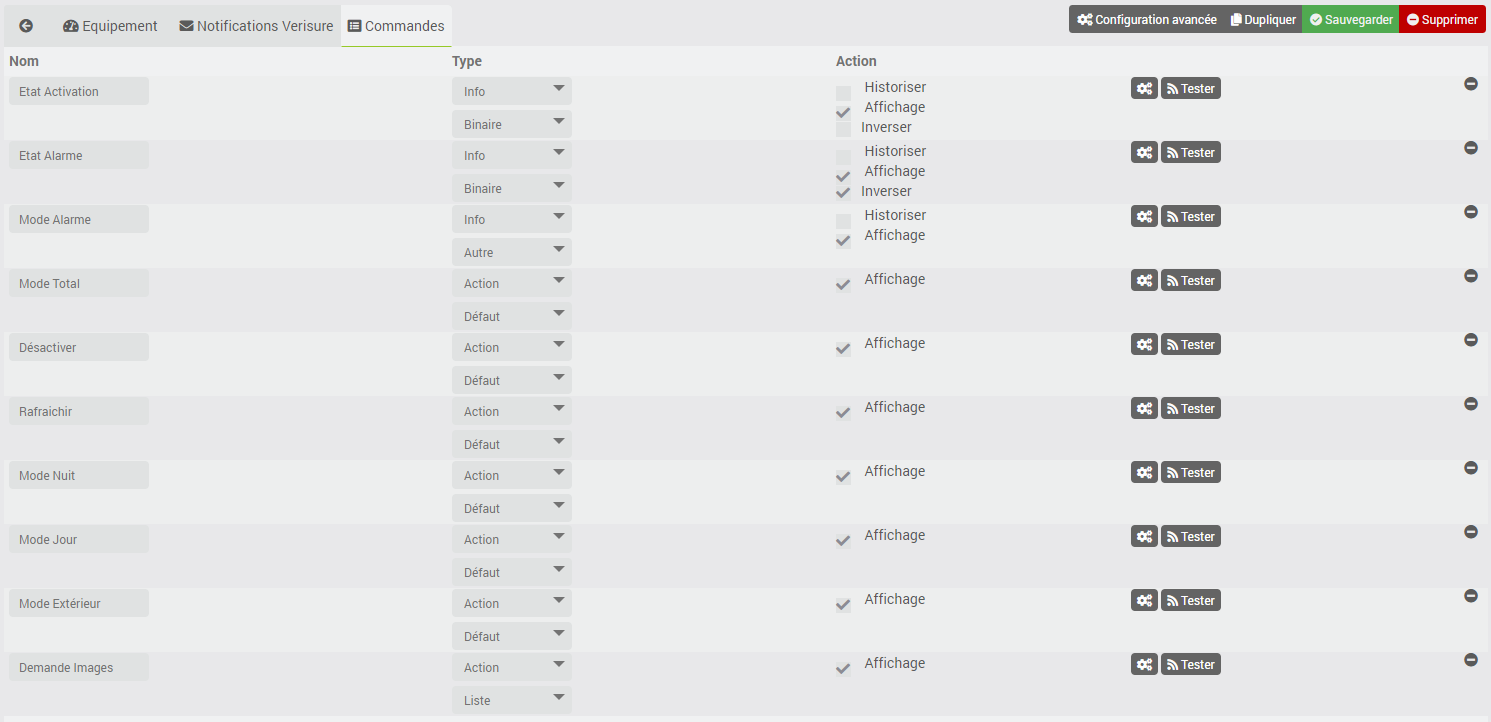 Equipement Notifications Verisure Commandes Configuration avancée Dupliquer Sauvegarder Supprimer
Nom Type Action
Etat Activation Info Historiser Tester
Affichage
Binaire Inverser
Etat Alarme Info Historiser Tester
Affichage
Binaire Inverser
Mode Alarme Info Historiser Tester
Autre Affichage
Mode Total Action Affichage Tester
Défaut
Désactiver Action Affichage Tester
Défaut
Rafraichir Action Affichage Tester
Défaut
Mode Nuit Action Affichage Tester
Défaut
Mode Jour Action Affichage Tester
Défaut
Mode Extérieur Action Affichage Tester
Défaut
Demande Images Action Affichage Tester
Liste